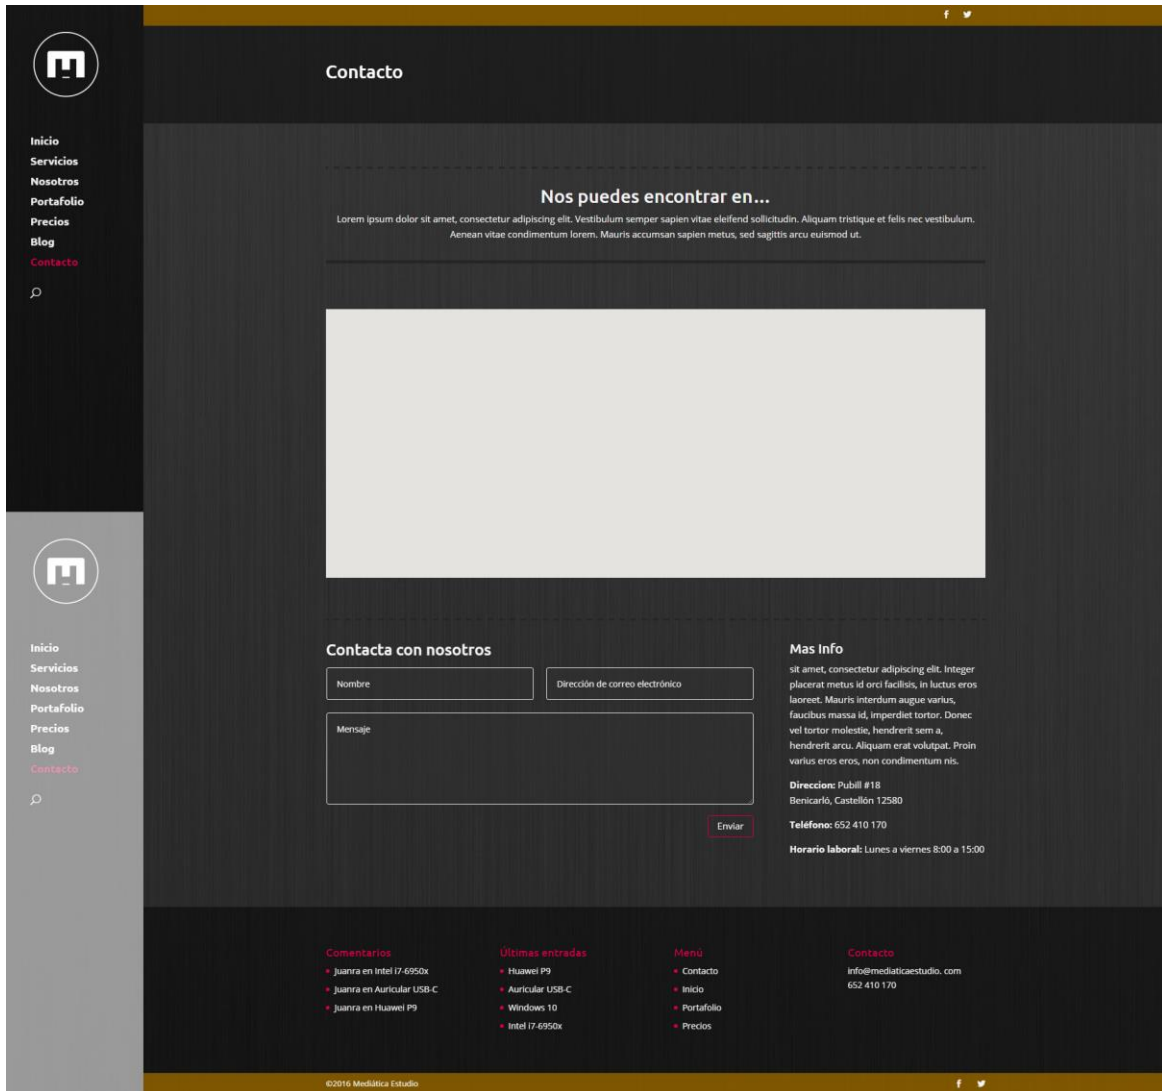 Contacto
Inicio
Servicios
Nosotros
Portafolio
Precios
Blog
Contacto
Nos puedes encontrar en...
Lorem ipsum dolor sit amet, consectetur adipiscing elit. Vestibulum semper sapien vitae eleifend sollicitudin. Aliquam tristique et felis nec vestibulum.
Aenean vitae condimentum lorem. Mauris accumsan sapien metus, sed sagittis arcu euismod ut.
Inicio
Servicios
Nosotros
Portafolio
Precios
Blog
Contacto
Contacta con nosotros
Nombre
Dirección de correo electrónico
Mensaje
Enviar
Mas Info
sit amet, consectetur adipiscing elit. Integer
placerat metus id orci facilisis, in luctus eros
laoreet. Mauris interdum augue varius,
faucibus massa id, imperdiet tortor. Donec
vel tortor molestie, hendrerit sem a,
hendrerit arcu. Aliquam erat volutpat. Proin
varius eros eros, non condimentum nis.
Direccion: Pubill #18
Benicarló, Castellón 12580
Teléfono: 652 410 170
Horario laboral: Lunes a viernes 8:00 a 15:00
Comentarios
Juanra en Intel i7-6950x
Juanra en Auricular USB-C
Juanra en Huawei P9
Últimas entradas
Huawei P9
Auricular USB-C
Windows 10
Intel i7-6950x
Menú
Contacto
Inicio
Portafolio
Precios
Contacto
info@mediaticaestudio. com
652 410 170
©2016 Mediática Estudio